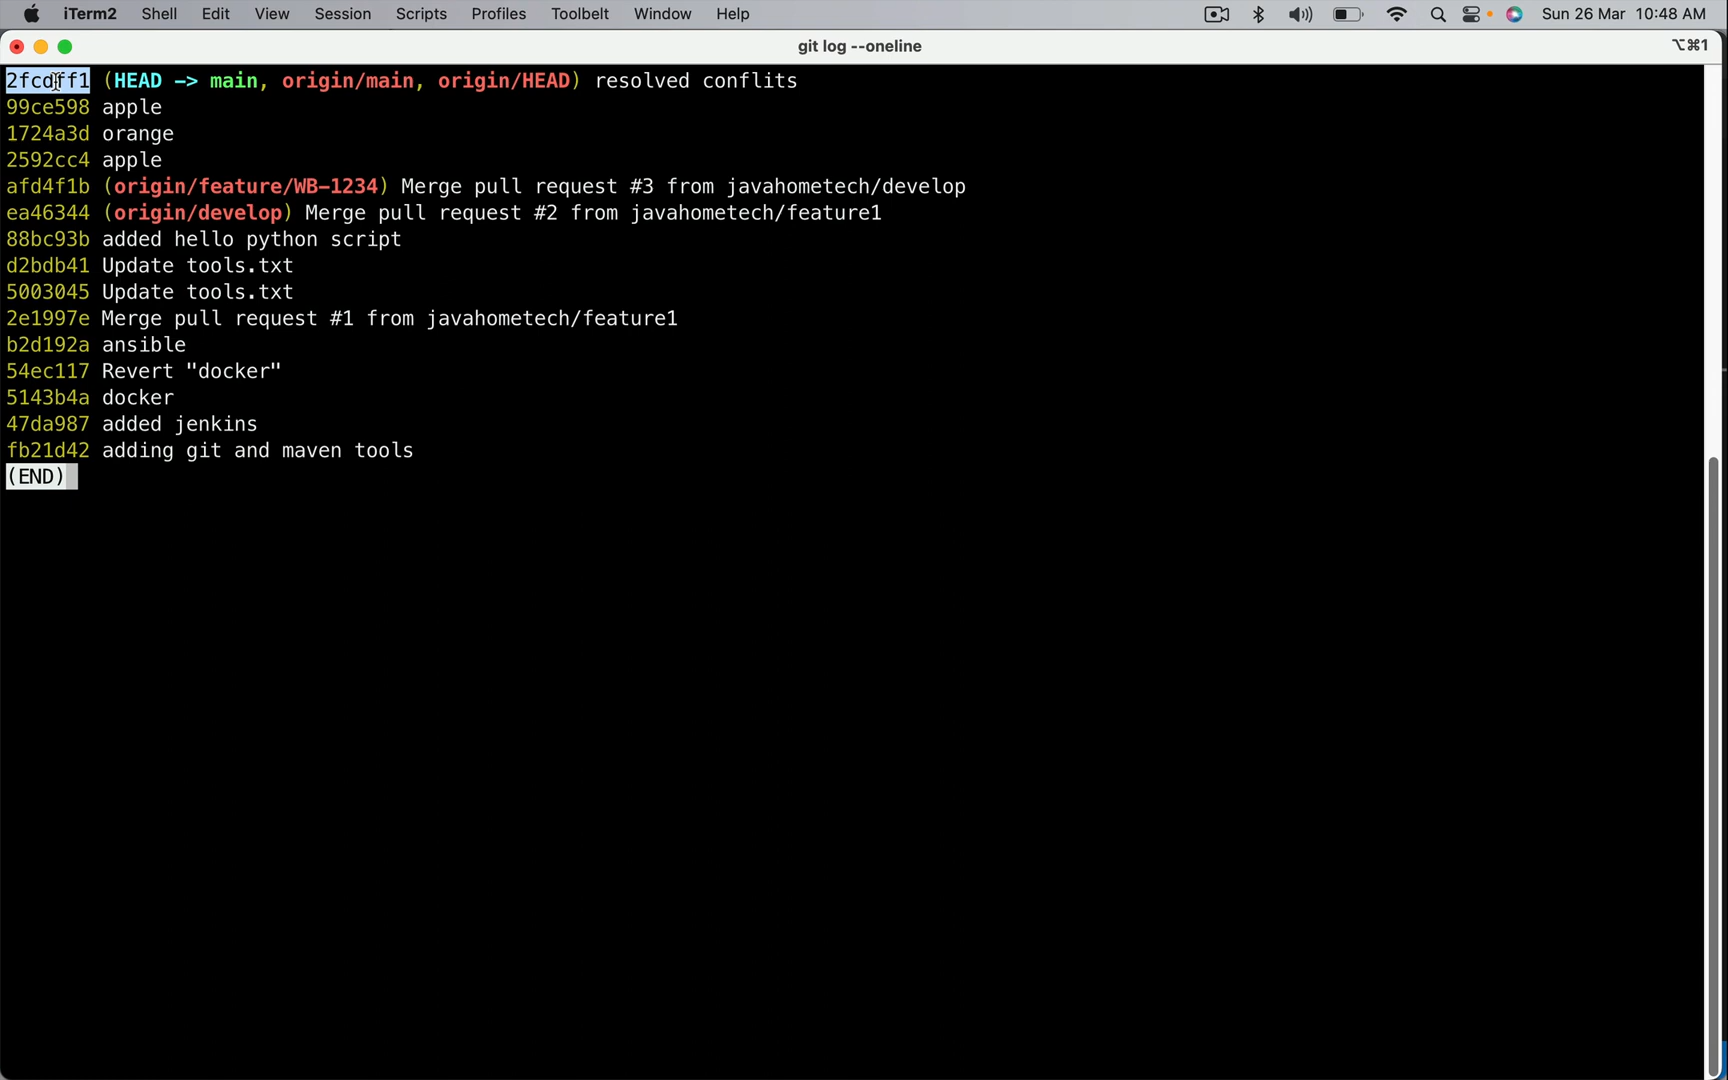 iTerm2 Shell Edit View Session Scripts Profiles Toolbelt Window Help Sun 26 Mar 10:48 AM
git log --oneline ⌥⌘1
2fcdff1 (HEAD -> main, origin/main, origin/HEAD) resolved conflits
99ce598 apple
1724a3d orange
2592cc4 apple
afd4f1b (origin/feature/WB-1234) Merge pull request #3 from javahometech/develop
ea46344 (origin/develop) Merge pull request #2 from javahometech/feature1
88bc93b added hello python script
d2bdb41 Update tools.txt
5003045 Update tools.txt
2e1997e Merge pull request #1 from javahometech/feature1
b2d192a ansible
54ec117 Revert "docker"
5143b4a docker
47da987 added jenkins
fb21d42 adding git and maven tools
(END)